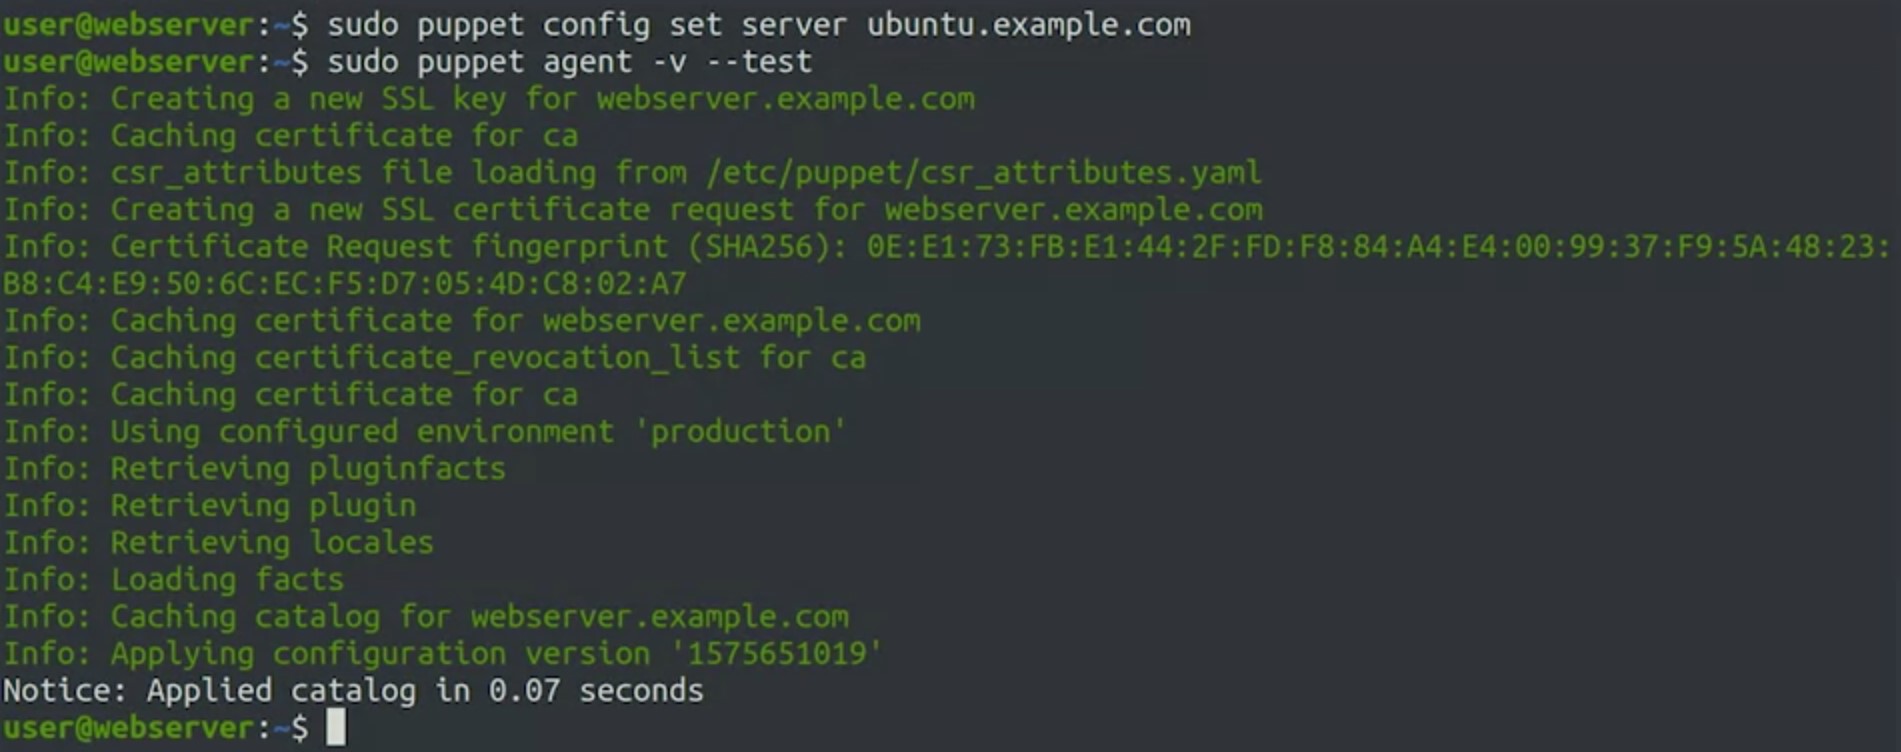 user@webserver:~$ sudo puppet config set server ubuntu.example.com
user@webserver:~$ sudo puppet agent -v --test
Info: Creating a new SSL key for webserver.example.com
Info: Caching certificate for ca
Info: csr_attributes file loading from /etc/puppet/csr_attributes.yaml
Info: Creating a new SSL certificate request for webserver.example.com
Info: Certificate Request fingerprint (SHA256): 0E:E1:73:FB:E1:44:2F:FD:F8:84:A4:E4:00:99:37:F9:5A:48:23:
B8:C4:E9:50:6C:EC:F5:D7:05:4D:C8:02:A7
Info: Caching certificate for webserver.example.com
Info: Caching certificate_revocation_list for ca
Info: Caching certificate for ca
Info: Using configured environment 'production'
Info: Retrieving pluginfacts
Info: Retrieving plugin
Info: Retrieving locales
Info: Loading facts
Info: Caching catalog for webserver.example.com
Info: Applying configuration version '1575651019'
Notice: Applied catalog in 0.07 seconds
user@webserver:~$